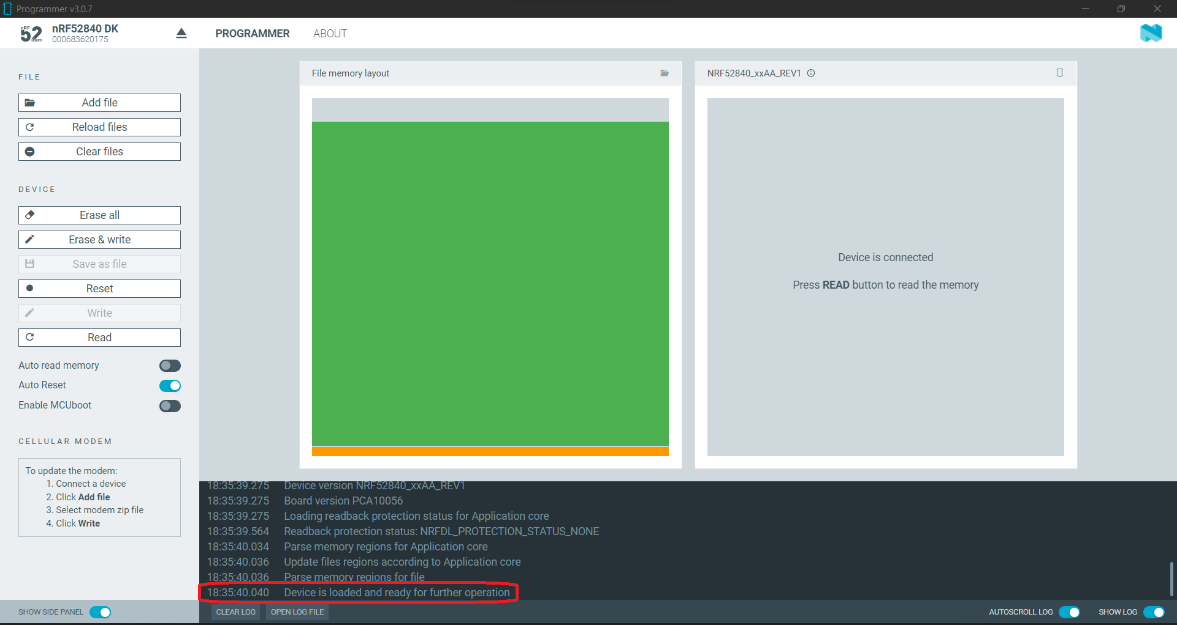 Programmer v3.0.7
nRF52840 DK
000683620175
PROGRAMMER
ABOUT
FILE
Add file
Reload files
Clear files
DEVICE
Erase all
Erase & write
Save as file
Reset
Write
Read
Auto read memory
Auto Reset
Enable MCUboot
CELLULAR MODEM
To update the modem:
1. Connect a device
2. Click Add file
3. Select modem zip file
4. Click Write
SHOW SIDE PANEL
File memory layout
NRF52840_xxAA_REV1
Device is connected
Press READ button to read the memory
18:35:39.275 Device version NRF52840_xxAA_REV1
18:35:39.275 Board version PCA10056
18:35:39.275 Loading readback protection status for Application core
18:35:39.564 Readback protection status: NRFDL_PROTECTION_STATUS_NONE
18:35:40.034 Parse memory regions for Application core
18:35:40.036 Update files regions according to Application core
18:35:40.036 Parse memory regions for file
18:35:40.040 Device is loaded and ready for further operation
CLEAR LOG
OPEN LOG FILE
AUTOSCROLL LOG
SHOW LOG